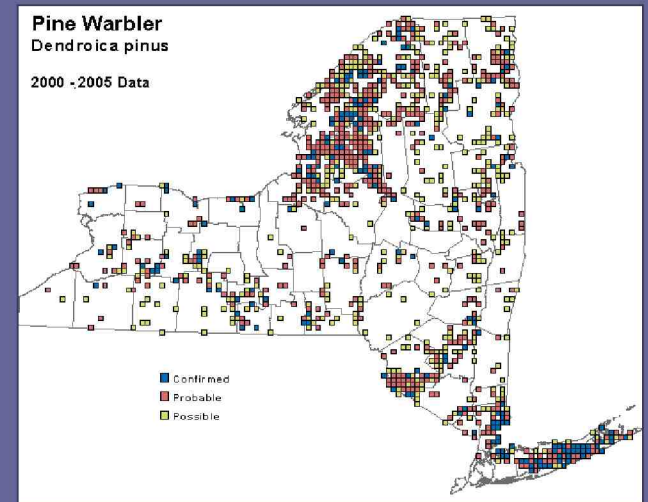 Pine Warbler
Dendroica pinus
2000 - 2005 Data
Confirmed
Probable
Possible